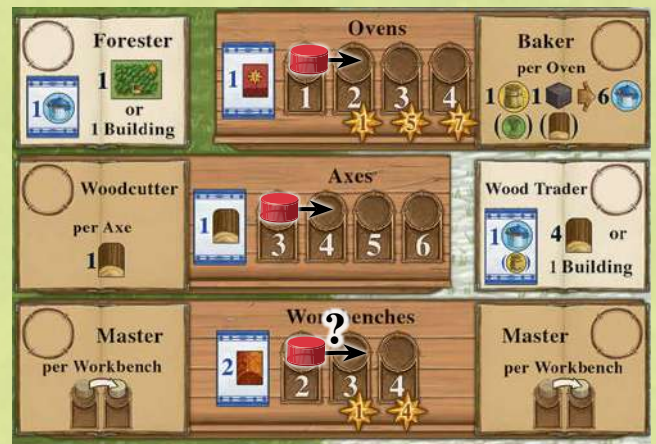 Forester
1
1
or
1 Building
Ovens
1
1 2 3 4
1 5 7
Baker
per Oven
1 1 6
( ) ( )
Woodcutter
per Axe
1
Axes
1
3 4 5 6
Wood Trader
1 4 or
1 Building
Master
per Workbench
Workbenches
?
2
2 3 4
1 4
Master
per Workbench